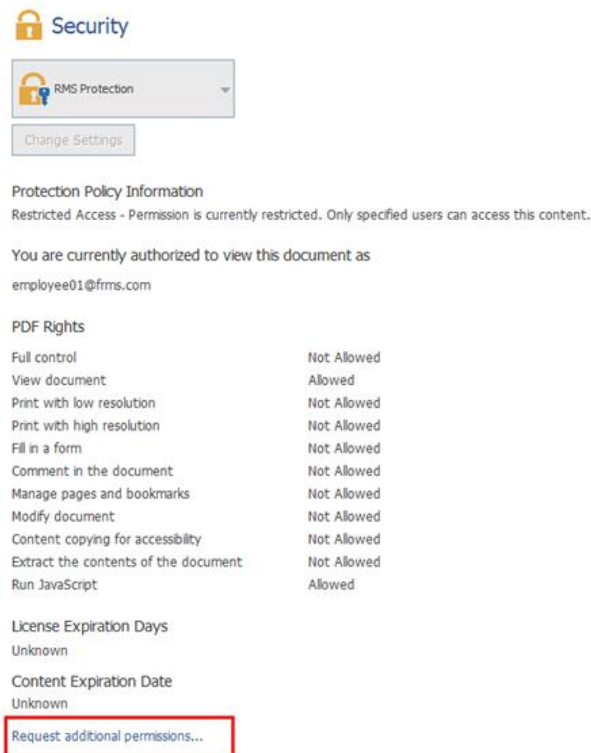 Security
RMS Protection
Change Settings
Protection Policy Information
Restricted Access - Permission is currently restricted. Only specified users can access this content.
You are currently authorized to view this document as
employee01@frms.com
PDF Rights
Full control Not Allowed
View document Allowed
Print with low resolution Not Allowed
Print with high resolution Not Allowed
Fill in a form Not Allowed
Comment in the document Not Allowed
Manage pages and bookmarks Not Allowed
Modify document Not Allowed
Content copying for accessibility Not Allowed
Extract the contents of the document Not Allowed
Run JavaScript Allowed
License Expiration Days
Unknown
Content Expiration Date
Unknown
Request additional permissions...